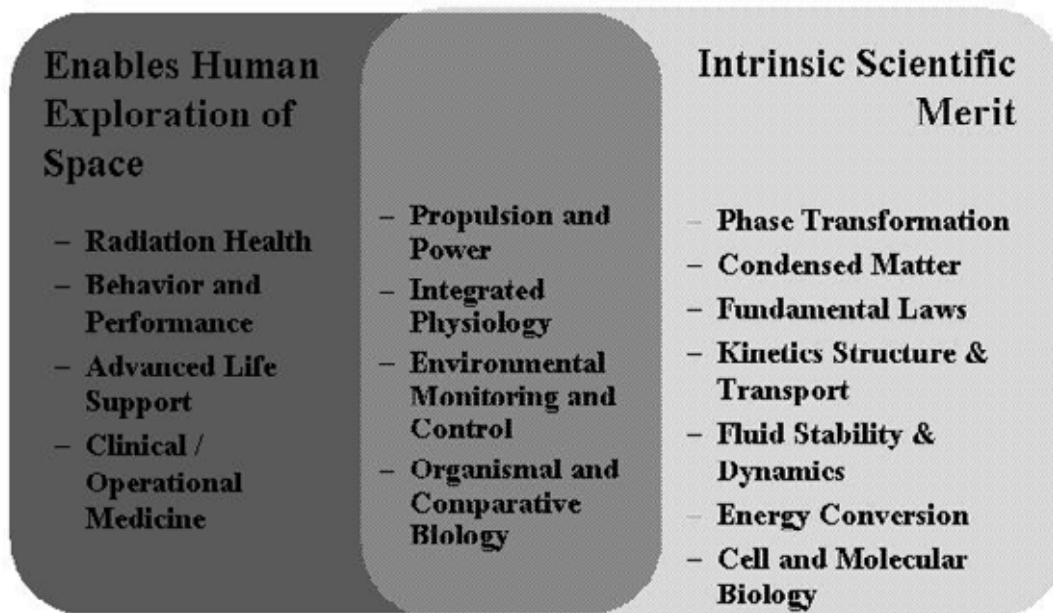 Enables Human
Exploration of
Space
– Radiation Health
– Behavior and
Performance
– Advanced Life
Support
– Clinical /
Operational
Medicine
– Propulsion and
Power
– Integrated
Physiology
– Environmental
Monitoring and
Control
– Organismal and
Comparative
Biology
Intrinsic Scientific
Merit
– Phase Transformation
– Condensed Matter
– Fundamental Laws
– Kinetics Structure &
Transport
– Fluid Stability &
Dynamics
– Energy Conversion
– Cell and Molecular
Biology